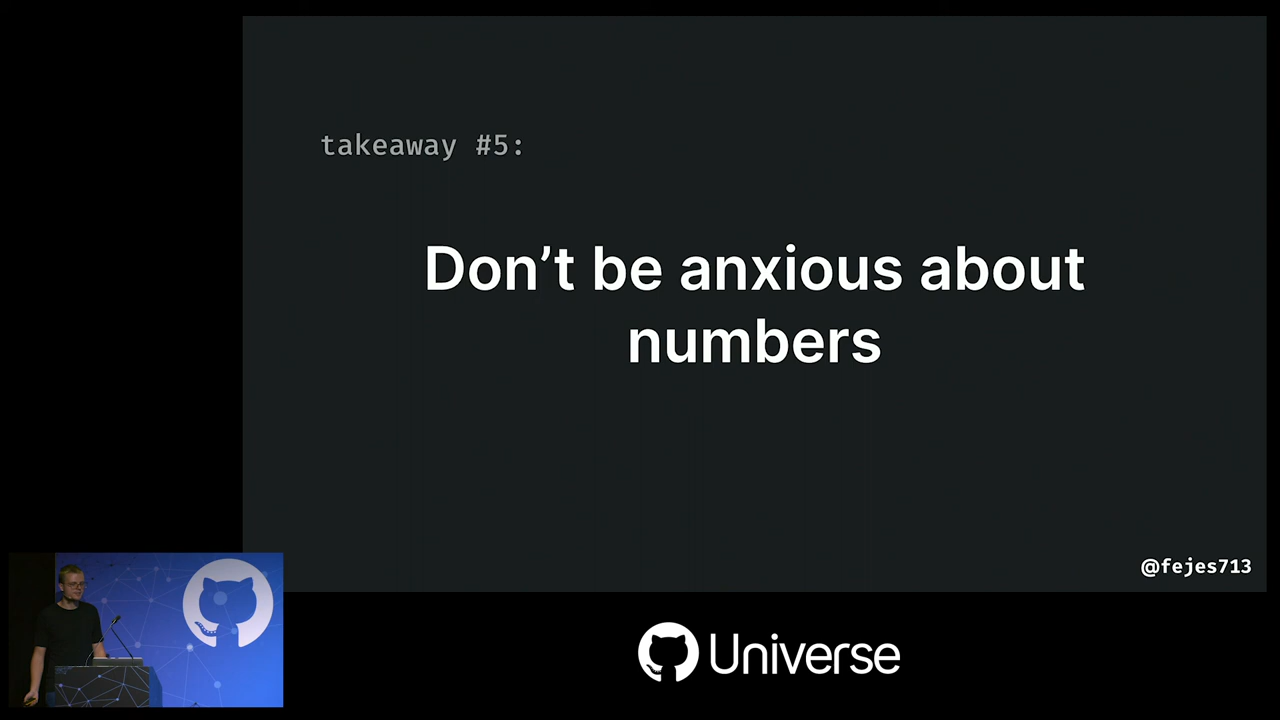 takeaway #5:
Don’t be anxious about
numbers
@fejes713
Universe